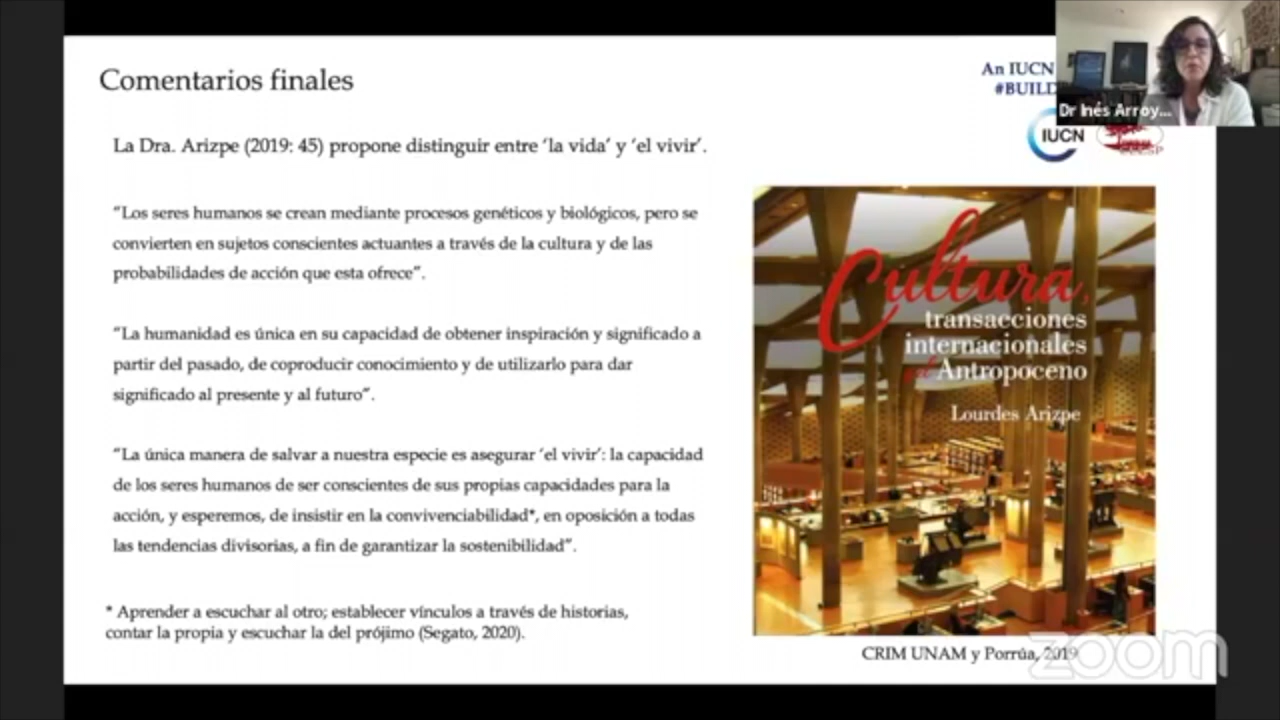 Comentarios finales
An IUCN
#BUILD
Dr Inés Arroy...
IUCN
La Dra. Arizpe (2019: 45) propone distinguir entre ‘la vida’ y ‘el vivir’.
“Los seres humanos se crean mediante procesos genéticos y biológicos, pero se
convierten en sujetos conscientes actuantes a través de la cultura y de las
probabilidades de acción que esta ofrece”.
“La humanidad es única en su capacidad de obtener inspiración y significado a
partir del pasado, de coproducir conocimiento y de utilizarlo para dar
significado al presente y al futuro”.
“La única manera de salvar a nuestra especie es asegurar ‘el vivir’: la capacidad
de los seres humanos de ser conscientes de sus propias capacidades para la
acción, y esperemos, de insistir en la convivenciabilidad*, en oposición a todas
las tendencias divisorias, a fin de garantizar la sostenibilidad”.
* Aprender a escuchar al otro; establecer vínculos a través de historias,
contar la propia y escuchar la del prójimo (Segato, 2020).
Cultura,
transacciones
internacionales
y el Antropoceno
Lourdes Arizpe
CRIM UNAM y Porrúa, 2019
zoom